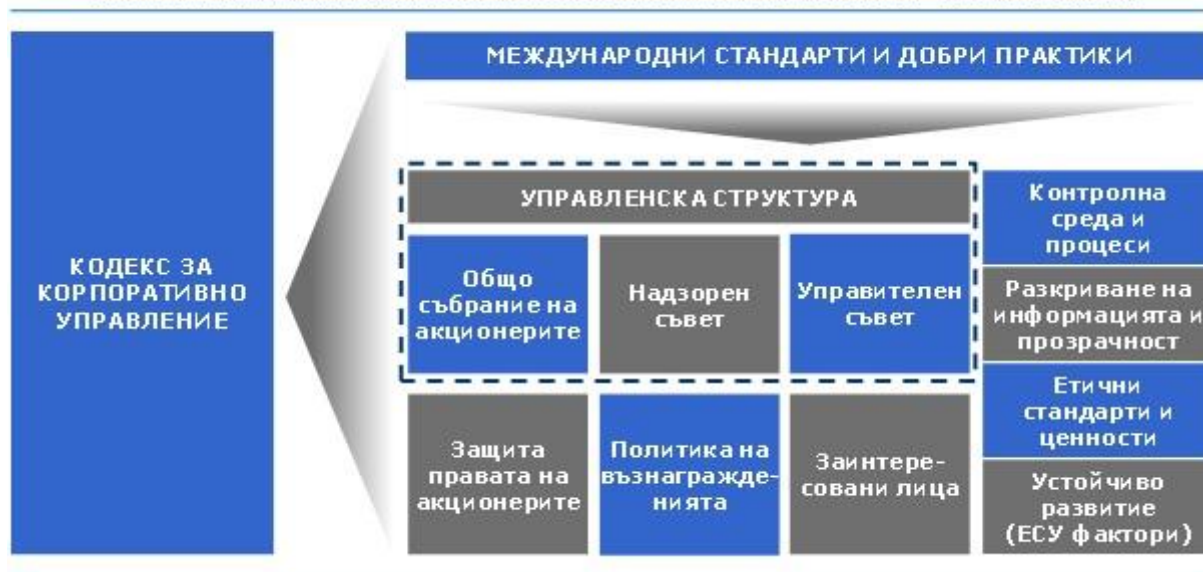 МЕЖДУНАРОДНИ СТАНДАРТИ И ДОБРИ ПРАКТИКИ
КОДЕКС ЗА
КОРПОРАТИВНО
УПРАВЛЕНИЕ
УПРАВЛЕНСКА СТРУКТУРА
Общо
събрание на
акционерите
Надзорен
съвет
Управителен
съвет
Защита
правата на
акционерите
Политика на
възнагражде-
нията
Заинтере-
совани лица
Контролна
среда и
процеси
Разкриване на
информацията и
прозрачност
Етични
стандарти и
ценности
Устойчиво
развитие
(ЕСУ фактори)